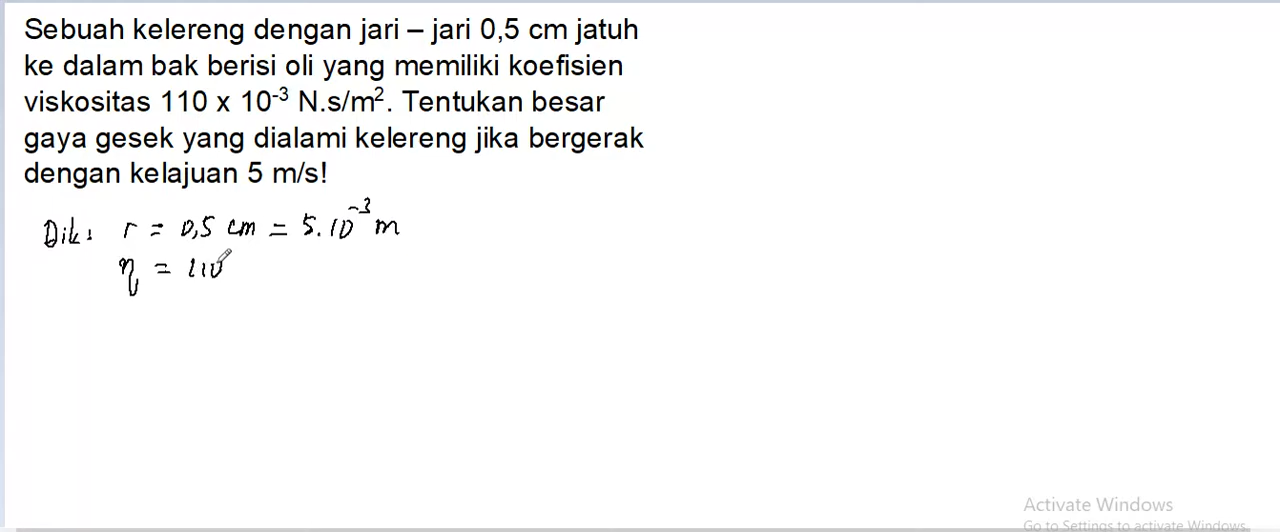 Sebuah kelereng dengan jari – jari 0,5 cm jatuh
ke dalam bak berisi oli yang memiliki koefisien
viskositas 110 x 10⁻³ N.s/m². Tentukan besar
gaya gesek yang dialami kelereng jika bergerak
dengan kelajuan 5 m/s!
Dik: r = 0,5 cm = 5.10⁻³ m
η = 110
Activate Windows
Go to Settings to activate Windows.